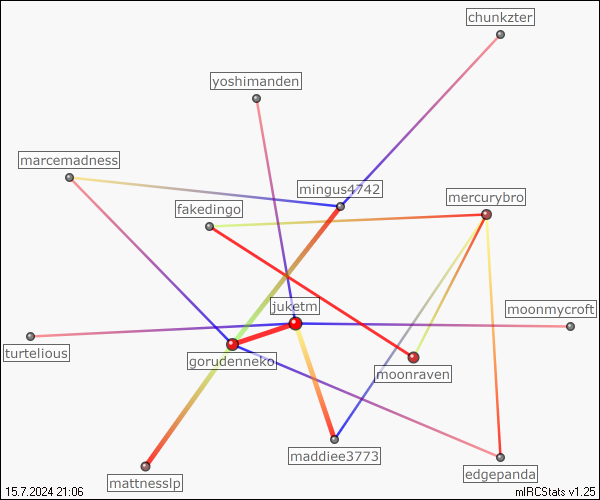 chunkzter
yoshimanden
marcemadness
mingus4742
mercurybro
fakedingo
juketm
moonmycroft
turtelious
gorudenneko
moonraven
maddiee3773
edgepanda
mattnesslp
15.7.2024 21:06
mIRCStats v1.25